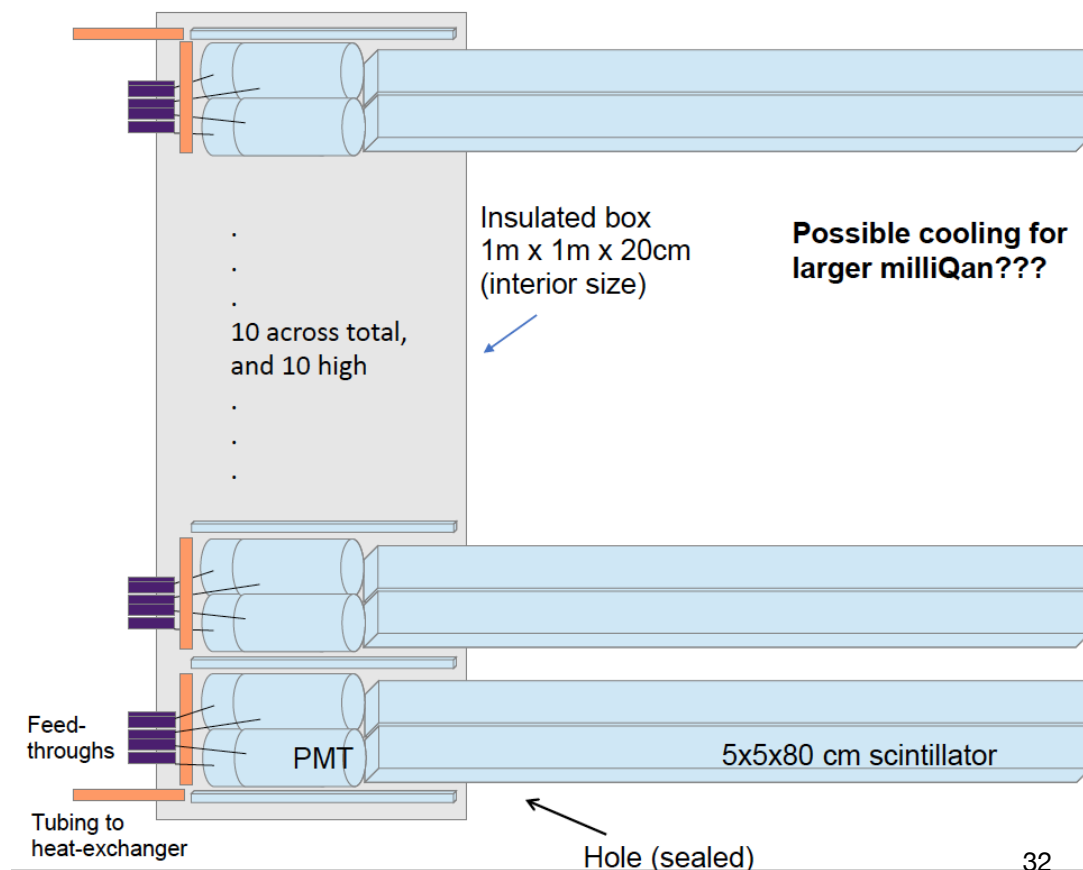 Insulated box
1m x 1m x 20cm
(interior size)
Possible cooling for
larger milliQan???
.
.
.
10 across total,
and 10 high
.
.
.
Feed-
throughs
PMT
5x5x80 cm scintillator
Tubing to
heat-exchanger
Hole (sealed)
32